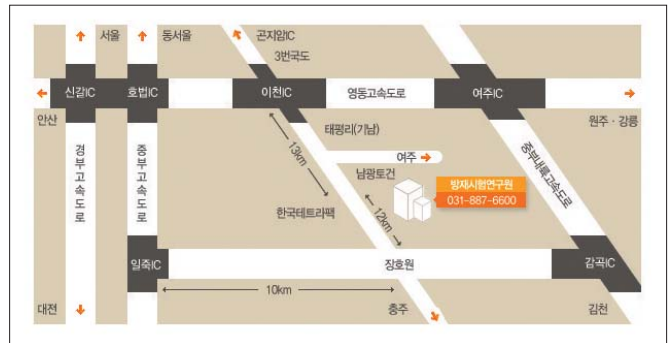 서울
동서울
곤지암IC
3번국도
신갈IC
호법IC
이천IC
영동고속도로
여주IC
안산
원주 · 강릉
태평리(기남)
여주
경부고속도로
중부고속도로
13km
남광토건
방재시험연구원
031-887-6600
중부내륙고속도로
한국테트라팩
12km
일죽IC
장호원
감곡IC
10km
대전
충주
김천